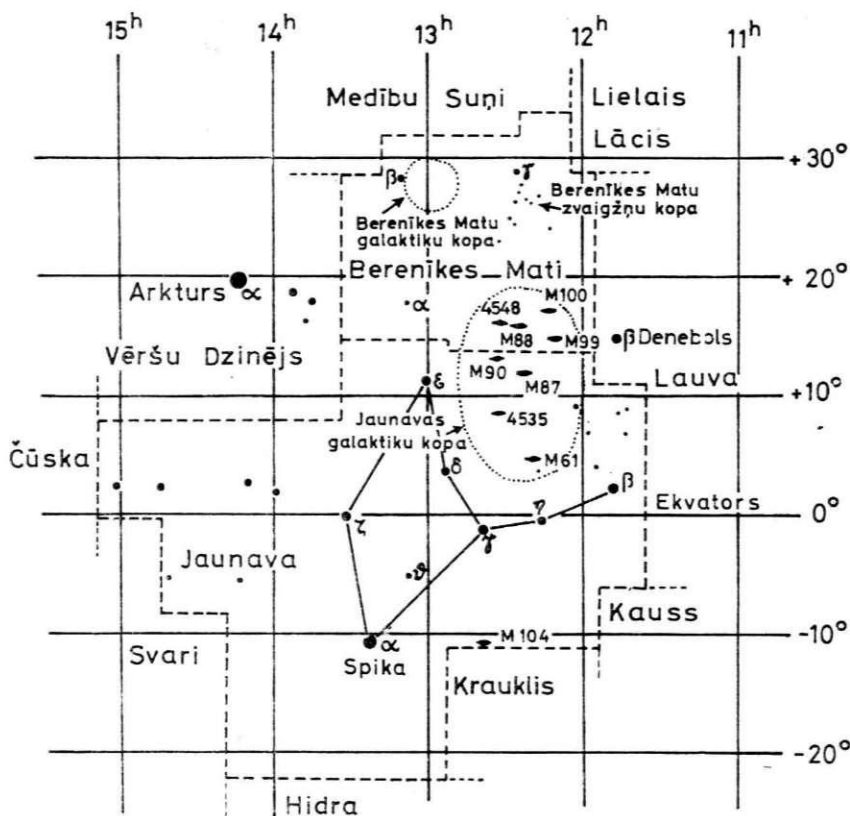 15h 14h 13h 12h 11h
Medību Suņi
Lielais
Lācis
+30°
β
γ
Berenīkes Matu
galaktiku kopa
Berenīkes Matu
zvaigžņu kopa
Berenīkes Mati
+20°
Arkturs α
α
M100
4548
M88
M99
β Denebols
Vēršu Dzinējs
M90
M87
Lauva
ε
+10°
Jaunavas
galaktiku kopa
4535
Čūska
δ
M61
β
η
Ekvators
0°
ζ
γ
Jaunava
ϑ
Kauss
-10°
Svari
α
Spika
M104
Krauklis
-20°
Hidra